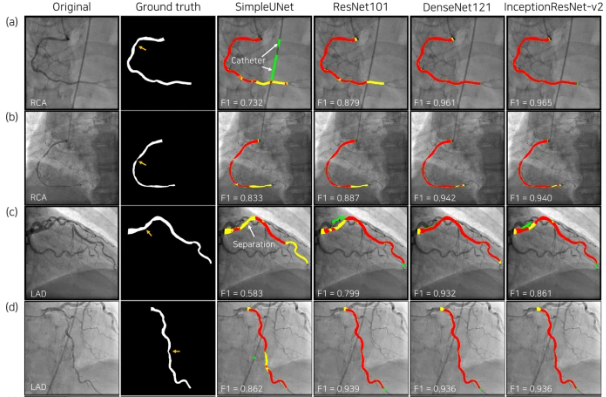 Original Ground truth SimpleUNet ResNet101 DenseNet121 InceptionResNet-v2
(a)
Catheter
RCA F1 = 0.732 F1 = 0.879 F1 = 0.961 F1 = 0.965
(b)
RCA F1 = 0.833 F1 = 0.887 F1 = 0.942 F1 = 0.940
(c)
Separation
LAD F1 = 0.583 F1 = 0.799 F1 = 0.932 F1 = 0.861
(d)
LAD F1 = 0.862 F1 = 0.939 F1 = 0.936 F1 = 0.936